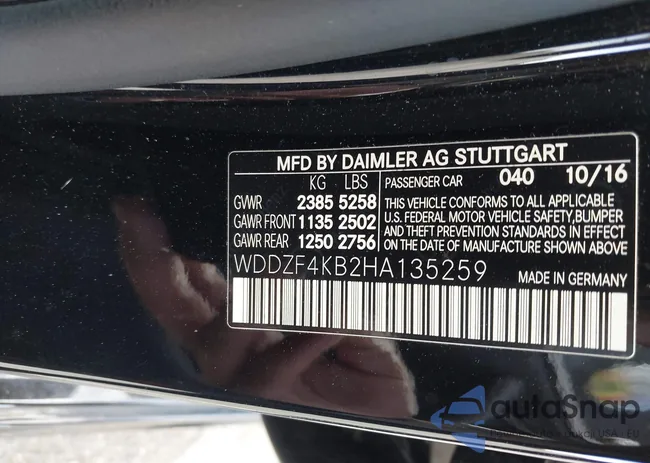 MFD BY DAIMLER AG STUTTGART
KG LBS
GVWR 2385 5258
GAWR FRONT 1135 2502
GAWR REAR 1250 2756
PASSENGER CAR 040 10/16
THIS VEHICLE CONFORMS TO ALL APPLICABLE
U.S. FEDERAL MOTOR VEHICLE SAFETY, BUMPER
AND THEFT PREVENTION STANDARDS IN EFFECT
ON THE DATE OF MANUFACTURE SHOWN ABOVE
WDDZF4KB2HA135259
MADE IN GERMANY
autoSnap